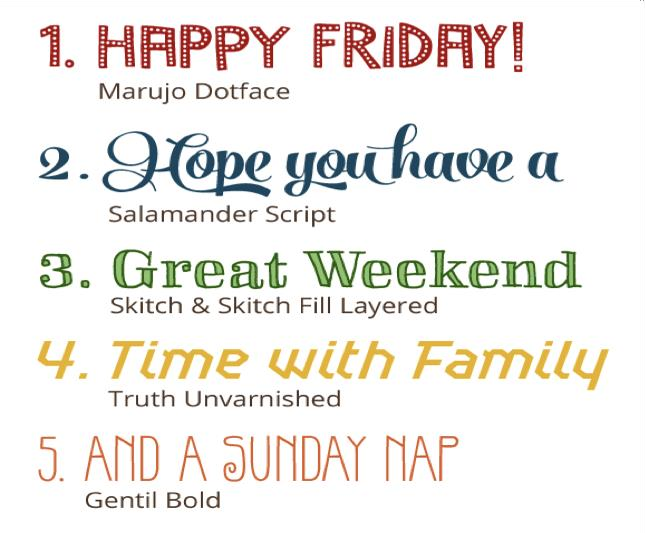 1. HAPPY FRIDAY!
Marujo Dotface
2. Hope you have a
Salamander Script
3. Great Weekend
Skitch & Skitch Fill Layered
4. Time with Family
Truth Unvarnished
5. AND A SUNDAY NAP
Gentil Bold